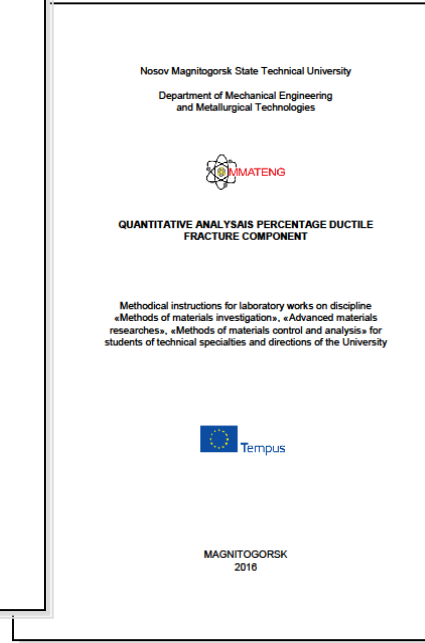 Nosov Magnitogorsk State Technical University
Department of Mechanical Engineering
and Metallurgical Technologies
MMATENG
QUANTITATIVE ANALYSAIS PERCENTAGE DUCTILE
FRACTURE COMPONENT
Methodical instructions for laboratory works on discipline
«Methods of materials investigation», «Advanced materials
researches», «Methods of materials control and analysis» for
students of technical specialties and directions of the University
Tempus
MAGNITOGORSK
2016